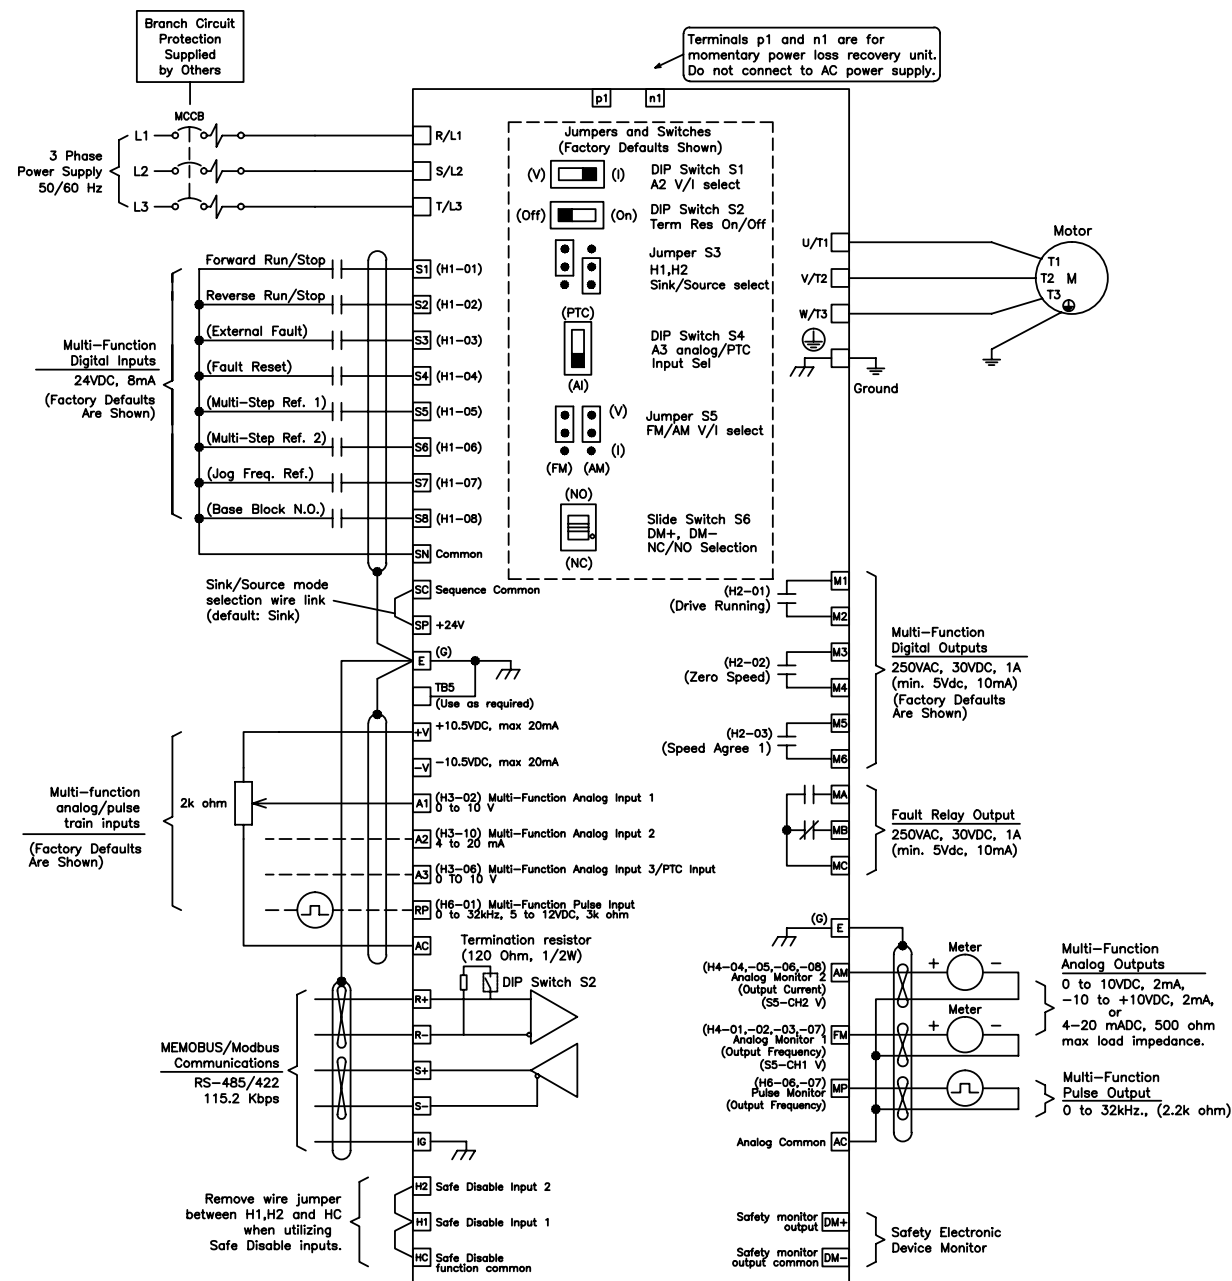 Branch Circuit
Protection
Supplied
by Others
Terminals p1 and n1 are for
momentary power loss recovery unit.
Do not connect to AC power supply.
p1
n1
MCCB
3 Phase
Power Supply
50/60 Hz
L1
L2
L3
R/L1
S/L2
T/L3
Jumpers and Switches
(Factory Defaults Shown)
(V)
(I)
DIP Switch S1
A2 V/I select
(Off)
(On)
DIP Switch S2
Term Res On/Off
Jumper S3
H1,H2
Sink/Source select
(PTC)
(AI)
DIP Switch S4
A3 analog/PTC
Input Sel
(V)
(I)
(FM)
(AM)
Jumper S5
FM/AM V/I select
(NO)
(NC)
Slide Switch S6
DM+, DM-
NC/NO Selection
U/T1
V/T2
W/T3
Motor
T1
T2
M
T3
Ground
Multi-Function
Digital Inputs
24VDC, 8mA
(Factory Defaults
Are Shown)
Forward Run/Stop
S1 (H1-01)
Reverse Run/Stop
S2 (H1-02)
(External Fault)
S3 (H1-03)
(Fault Reset)
S4 (H1-04)
(Multi-Step Ref. 1)
S5 (H1-05)
(Multi-Step Ref. 2)
S6 (H1-06)
(Jog Freq. Ref.)
S7 (H1-07)
(Base Block N.O.)
S8 (H1-08)
SN Common
Sink/Source mode
selection wire link
(default: Sink)
SC Sequence Common
SP +24V
E (G)
TB5
(Use as required)
Multi-function
analog/pulse
train inputs
(Factory Defaults
Are Shown)
2k ohm
+V +10.5VDC, max 20mA
-V -10.5VDC, max 20mA
A1 (H3-02) Multi-Function Analog Input 1
0 to 10 V
A2 (H3-10) Multi-Function Analog Input 2
4 to 20 mA
A3 (H3-06) Multi-Function Analog Input 3/PTC Input
0 TO 10 V
RP (H6-01) Multi-Function Pulse Input
0 to 32kHz, 5 to 12VDC, 3k ohm
AC
Termination resistor
(120 Ohm, 1/2W)
DIP Switch S2
MEMOBUS/Modbus
Communications
RS-485/422
115.2 Kbps
R+
R-
S+
S-
IG
Remove wire jumper
between H1,H2 and HC
when utilizing
Safe Disable inputs.
H2 Safe Disable Input 2
H1 Safe Disable Input 1
HC Safe Disable
function common
(H2-01)
(Drive Running)
M1
M2
(H2-02)
(Zero Speed)
M3
M4
(H2-03)
(Speed Agree 1)
M5
M6
Multi-Function
Digital Outputs
250VAC, 30VDC, 1A
(min. 5Vdc, 10mA)
(Factory Defaults
Are Shown)
MA
MB
MC
Fault Relay Output
250VAC, 30VDC, 1A
(min. 5Vdc, 10mA)
(G)
E
(H4-04,-05,-06,-08)
Analog Monitor 2
(Output Current)
(S5-CH2 V)
AM
(H4-01,-02,-03,-07)
Analog Monitor 1
(Output Frequency)
(S5-CH1 V)
FM
(H6-06,-07)
Pulse Monitor
(Output Frequency)
MP
Analog Common AC
+ Meter -
+ Meter -
Multi-Function
Analog Outputs
0 to 10VDC, 2mA,
-10 to +10VDC, 2mA,
or
4-20 mADC, 500 ohm
max load impedance.
Multi-Function
Pulse Output
0 to 32kHz., (2.2k ohm)
Safety monitor
output
DM+
Safety monitor
output common
DM-
Safety Electronic
Device Monitor